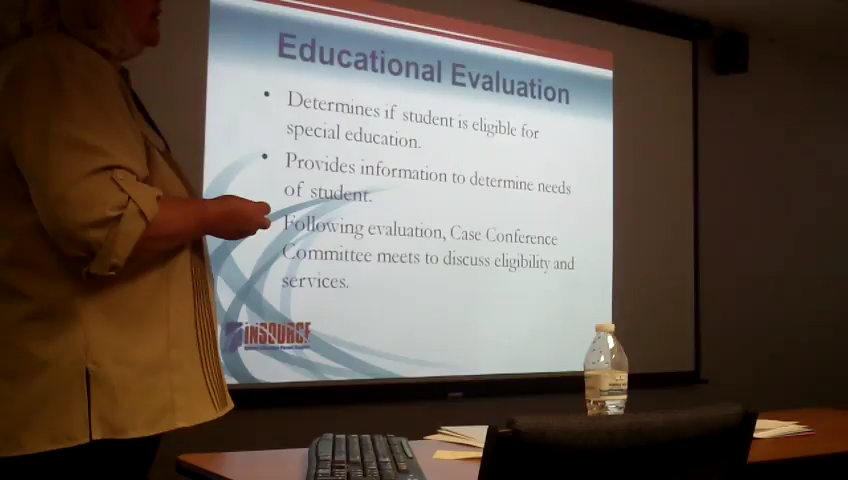 Educational Evaluation
• Determines if student is eligible for
special education.
• Provides information to determine needs
of student.
Following evaluation, Case Conference
Committee meets to discuss eligibility and
services.
INSOURCE